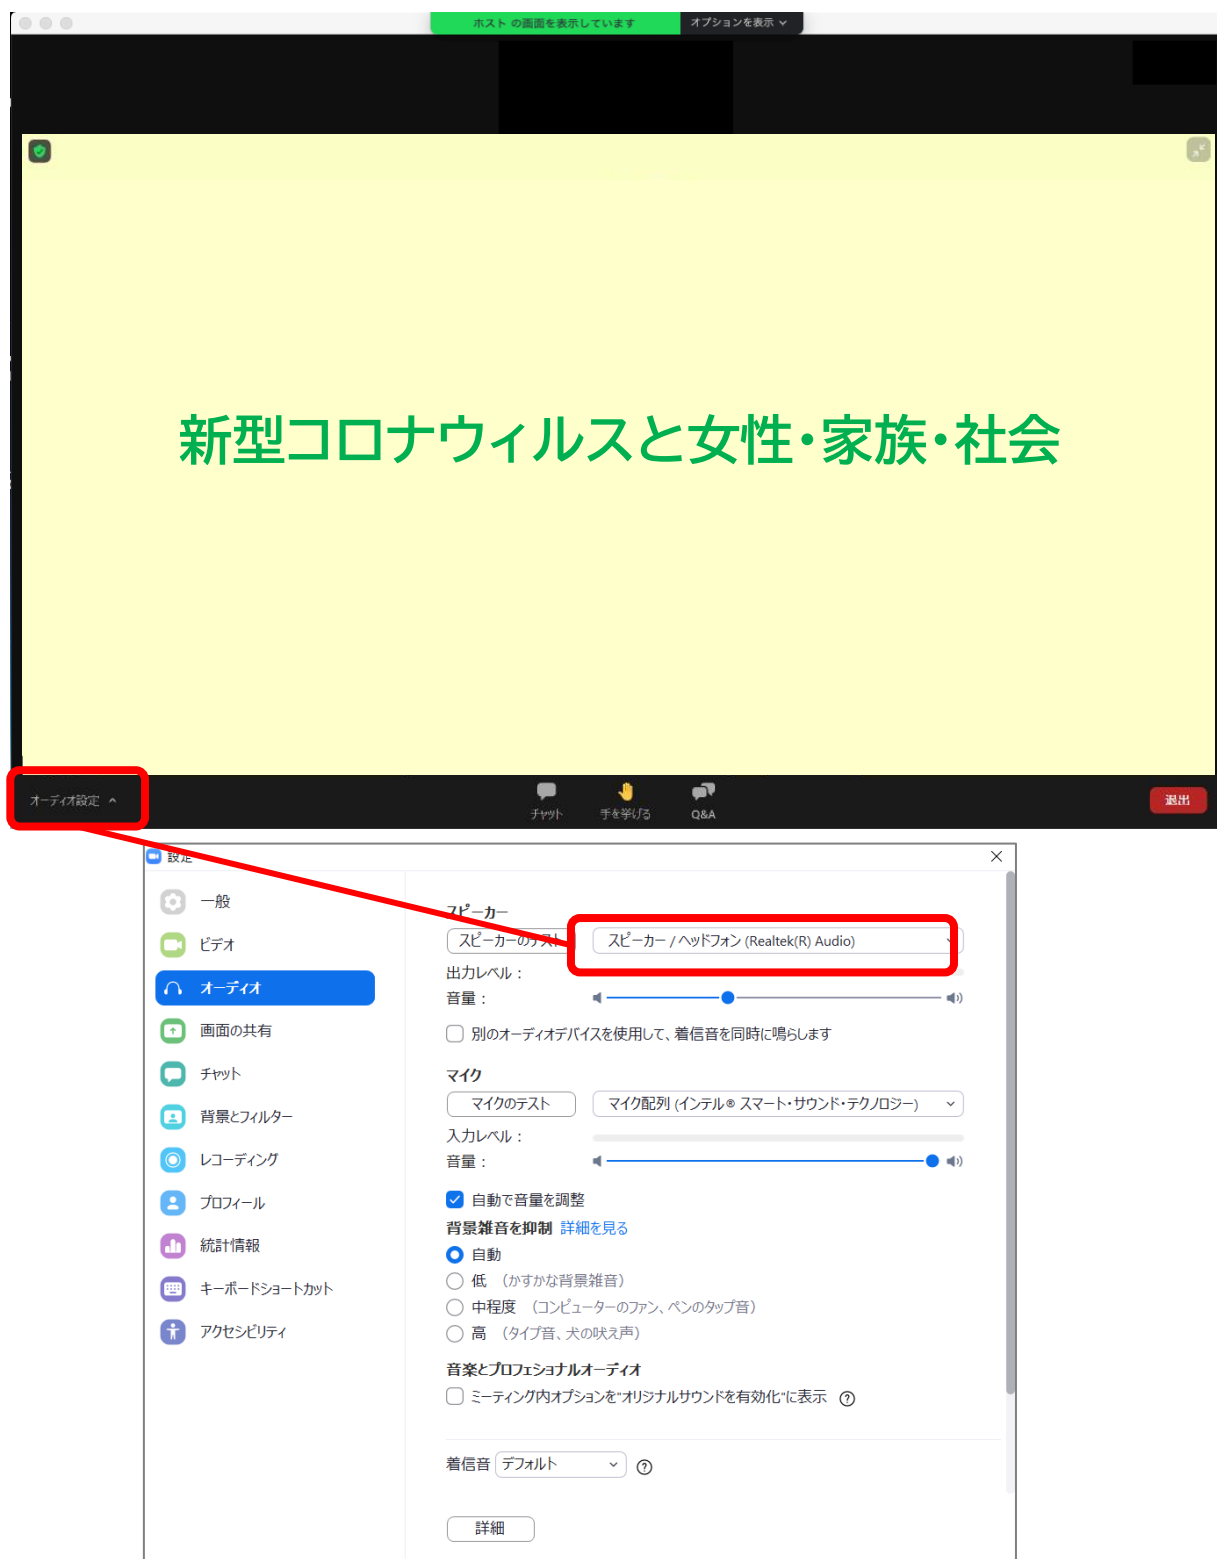 ホスト の画面を表示しています オプションを表示
新型コロナウィルスと女性・家族・社会
オーディオ設定
チャット 手を挙げる Q&A
退出
設定
一般
ビデオ
オーディオ
画面の共有
チャット
背景とフィルター
レコーディング
プロフィール
統計情報
キーボードショートカット
アクセシビリティ
スピーカー
スピーカーのテスト スピーカー / ヘッドフォン (Realtek(R) Audio)
出力レベル：
音量：
別のオーディオデバイスを使用して、着信音を同時に鳴らします
マイク
マイクのテスト マイク配列 (インテル® スマート・サウンド・テクノロジー)
入力レベル：
音量：
自動で音量を調整
背景雑音を抑制 詳細を見る
自動
低 （かすかな背景雑音）
中程度 （コンピューターのファン、ペンのタップ音）
高 （タイプ音、犬の吠え声）
音楽とプロフェショナルオーディオ
ミーティング内オプションを"オリジナルサウンドを有効化"に表示
着信音 デフォルト
詳細